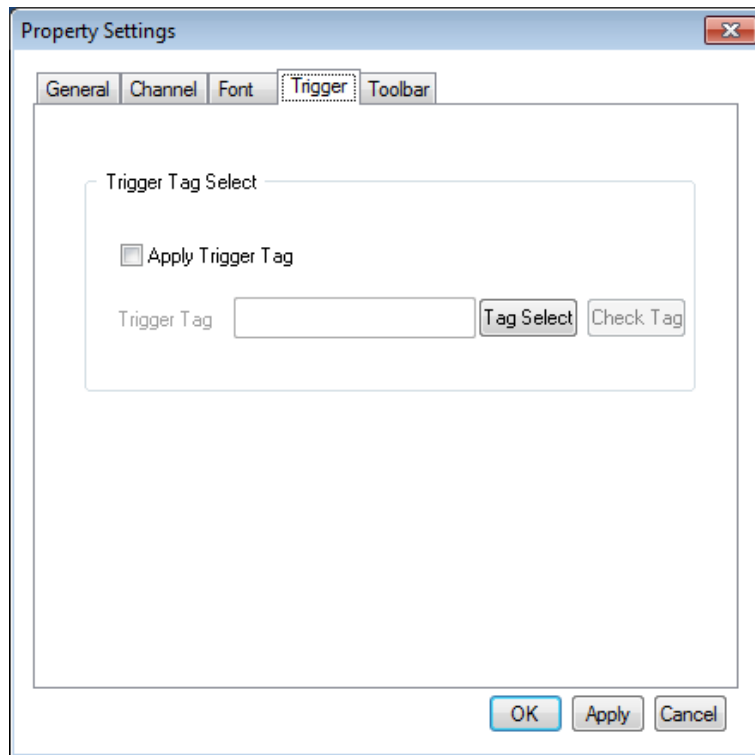 Property Settings
General Channel Font Trigger Toolbar
Trigger Tag Select
Apply Trigger Tag
Trigger Tag Tag Select Check Tag
OK Apply Cancel